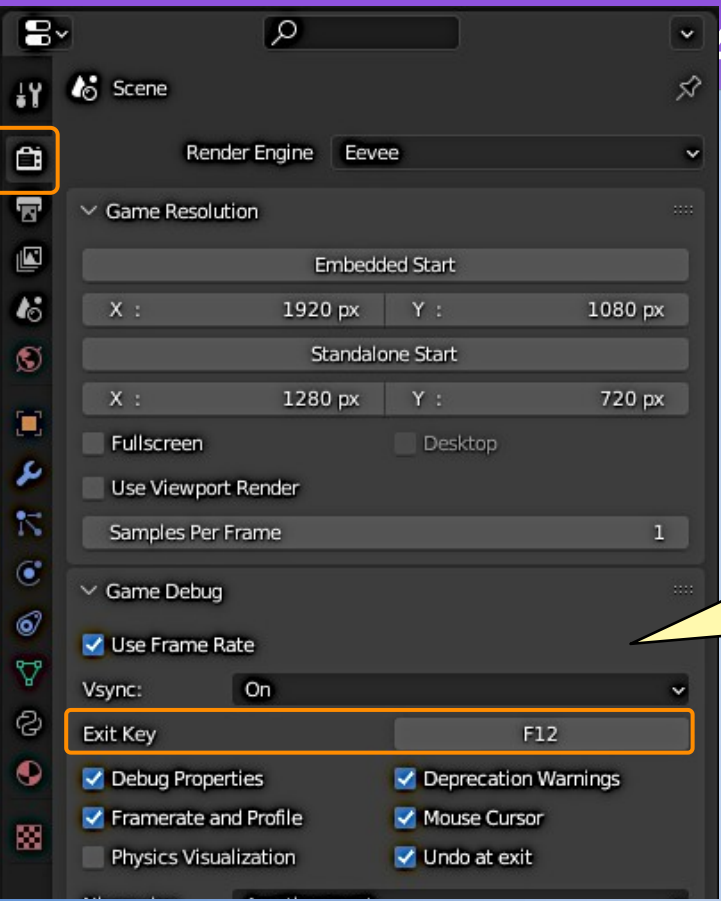 Scene
Render Engine Eevee
Game Resolution
Embedded Start
X : 1920 px Y : 1080 px
Standalone Start
X : 1280 px Y : 720 px
Fullscreen Desktop
Use Viewport Render
Samples Per Frame 1
Game Debug
Use Frame Rate
Vsync: On
Exit Key F12
Debug Properties Deprecation Warnings
Framerate and Profile Mouse Cursor
Physics Visualization Undo at exit